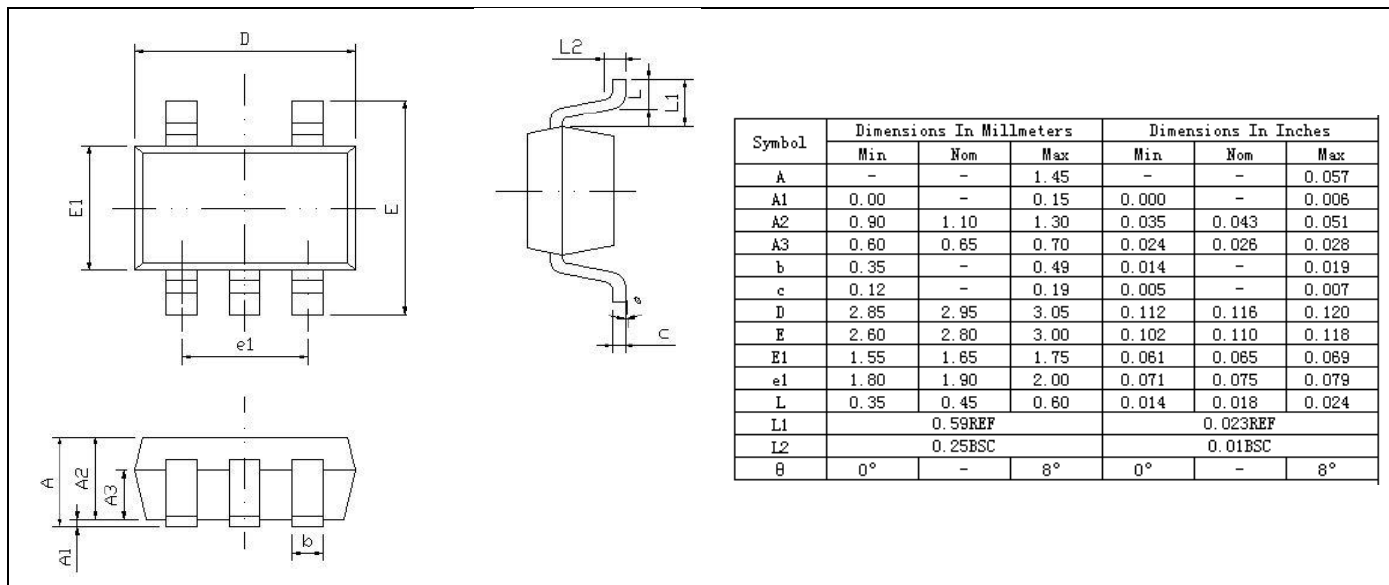 D
E1
E
e1
A
A2
A3
A1
b
L2
L
L1
θ
c
Symbol Dimensions In Millmeters Dimensions In Inches
Min Nom Max Min Nom Max
A - - 1.45 - - 0.057
A1 0.00 - 0.15 0.000 - 0.006
A2 0.90 1.10 1.30 0.035 0.043 0.051
A3 0.60 0.65 0.70 0.024 0.026 0.028
b 0.35 - 0.49 0.014 - 0.019
c 0.12 - 0.19 0.005 - 0.007
D 2.85 2.95 3.05 0.112 0.116 0.120
E 2.60 2.80 3.00 0.102 0.110 0.118
E1 1.55 1.65 1.75 0.061 0.065 0.069
e1 1.80 1.90 2.00 0.071 0.075 0.079
L 0.35 0.45 0.60 0.014 0.018 0.024
L1 0.59REF 0.023REF
L2 0.25BSC 0.01BSC
θ 0° - 8° 0° - 8°